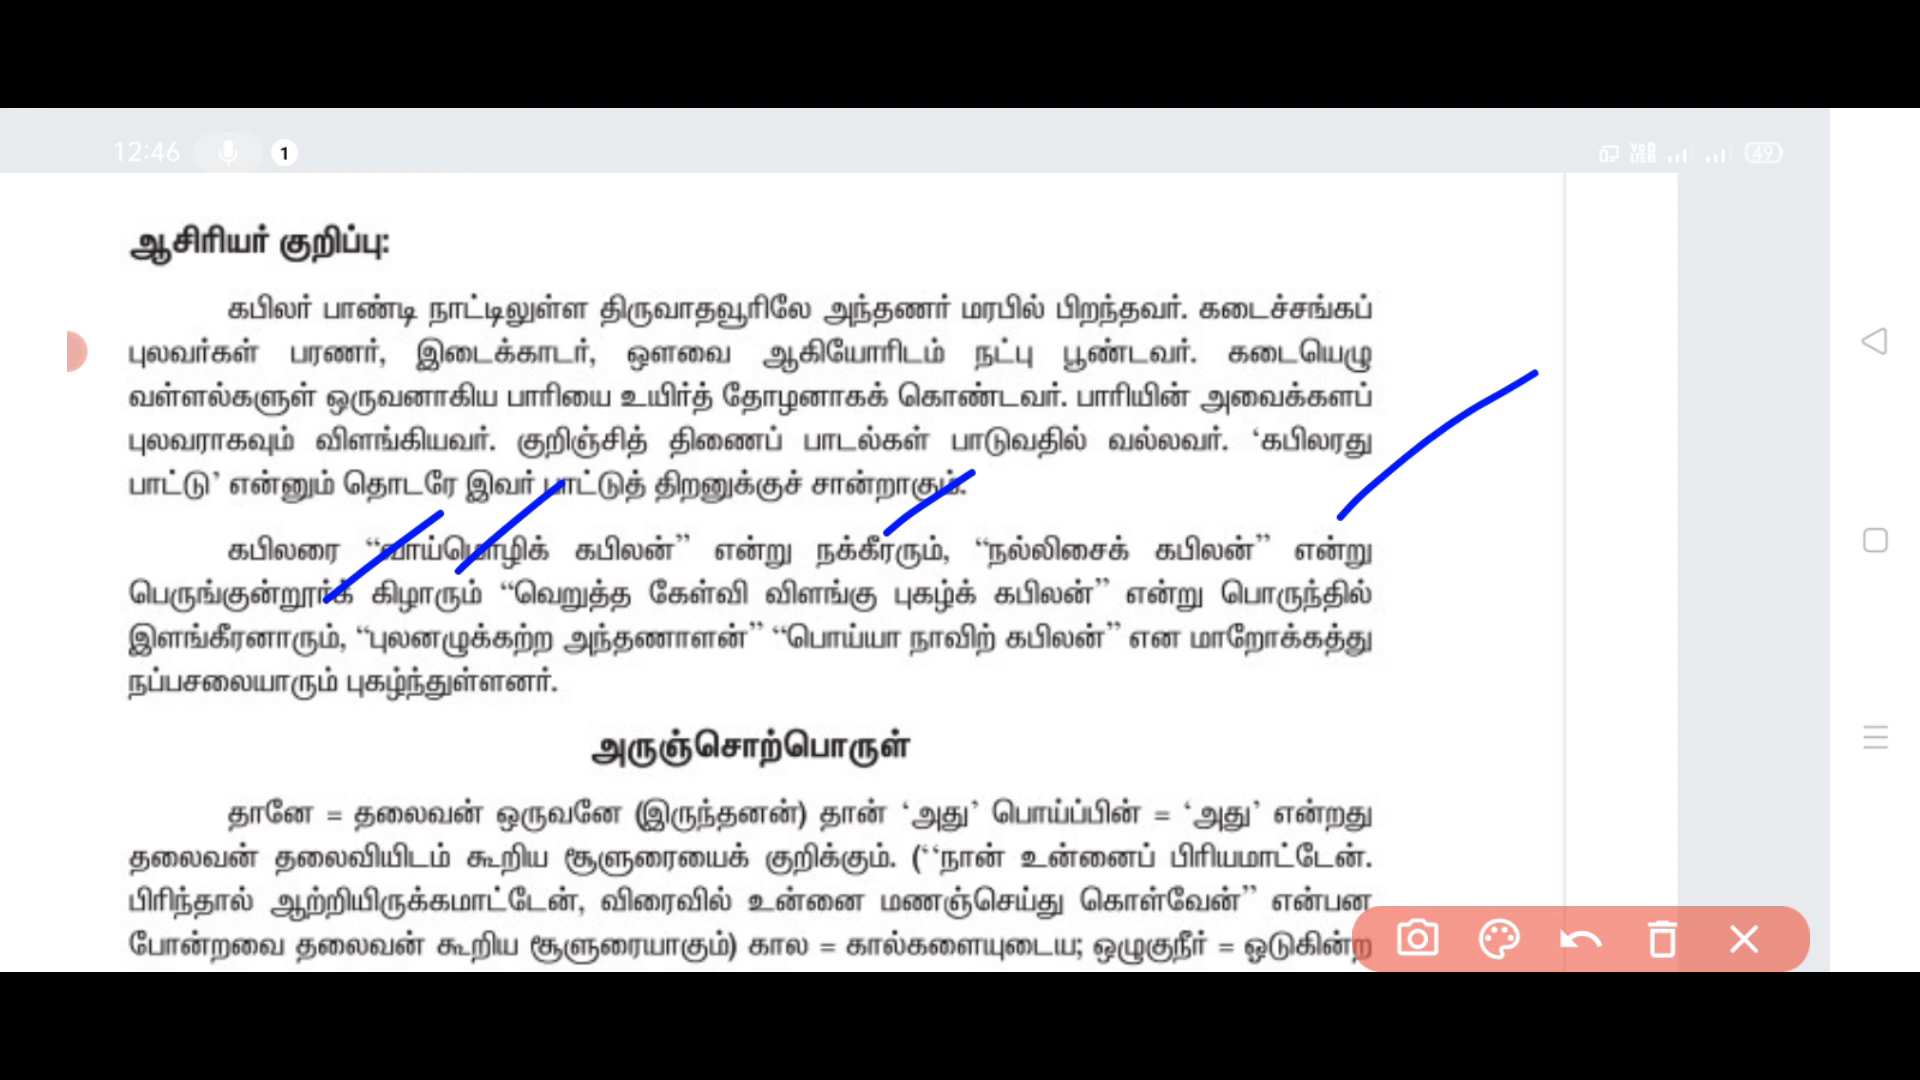 12:46
1
VoD
LTE R
49
ஆசிரியர் குறிப்பு:
கபிலர் பாண்டி நாட்டிலுள்ள திருவாதவூரிலே அந்தணர் மரபில் பிறந்தவர். கடைச்சங்கப்
புலவர்கள் பரணர், இடைக்காடர், ஔவை ஆகியோரிடம் நட்பு பூண்டவர். கடையெழு
வள்ளல்களுள் ஒருவனாகிய பாரியை உயிர்த் தோழனாகக் கொண்டவர். பாரியின் அவைக்களப்
புலவராகவும் விளங்கியவர். குறிஞ்சித் திணைப் பாடல்கள் பாடுவதில் வல்லவர். ‘கபிலரது
பாட்டு’ என்னும் தொடரே இவர் பாட்டுத் திறனுக்குச் சான்றாகும்.
கபிலரை “வாய்மொழிக் கபிலன்” என்று நக்கீரரும், “நல்லிசைக் கபிலன்” என்று
பெருங்குன்றூர்க் கிழாரும் “வெறுத்த கேள்வி விளங்கு புகழ்க் கபிலன்” என்று பொருந்தில்
இளங்கீரனாரும், “புலனழுக்கற்ற அந்தணாளன்” “பொய்யா நாவிற் கபிலன்” என மாறோக்கத்து
நப்பசலையாரும் புகழ்ந்துள்ளனர்.
அருஞ்சொற்பொருள்
தானே = தலைவன் ஒருவனே (இருந்தனன்) தான் ‘அது’ பொய்ப்பின் = ‘அது’ என்றது
தலைவன் தலைவியிடம் கூறிய சூளுரையைக் குறிக்கும். (‘‘நான் உன்னைப் பிரியமாட்டேன்.
பிரிந்தால் ஆற்றியிருக்கமாட்டேன், விரைவில் உன்னை மணஞ்செய்து கொள்வேன்” என்பன
போன்றவை தலைவன் கூறிய சூளுரையாகும்) கால = கால்களையுடைய; ஒழுகுநீர் = ஓடுகின்ற